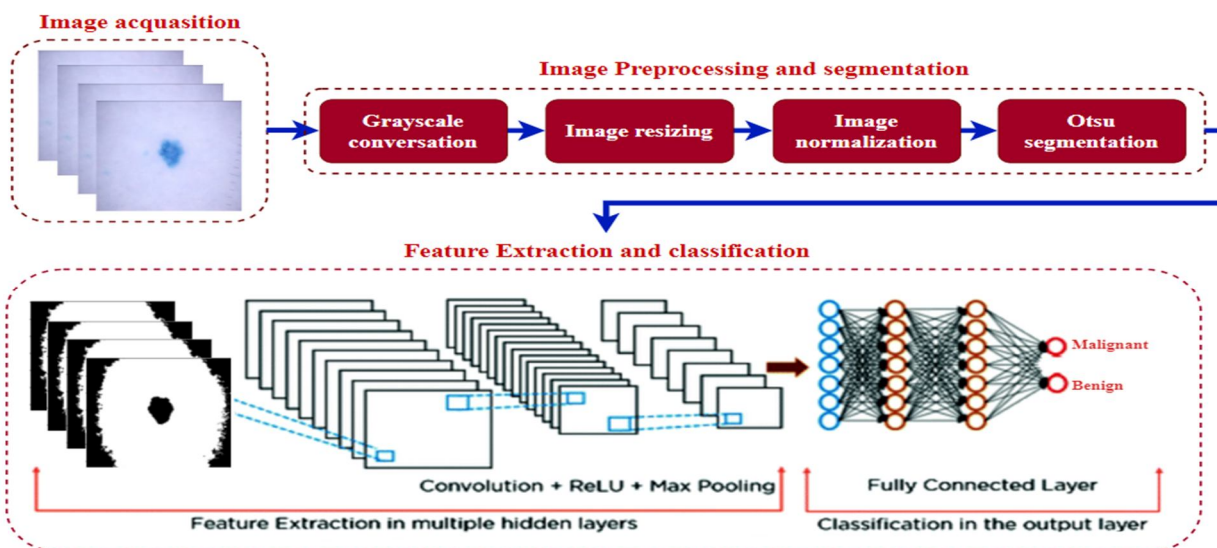 Image acquasition
Image Preprocessing and segmentation
Grayscale
conversation
Image resizing
Image
normalization
Otsu
segmentation
Feature Extraction and classification
Malignant
Benign
Convolution + ReLU + Max Pooling
Fully Connected Layer
Feature Extraction in multiple hidden layers
Classification in the output layer